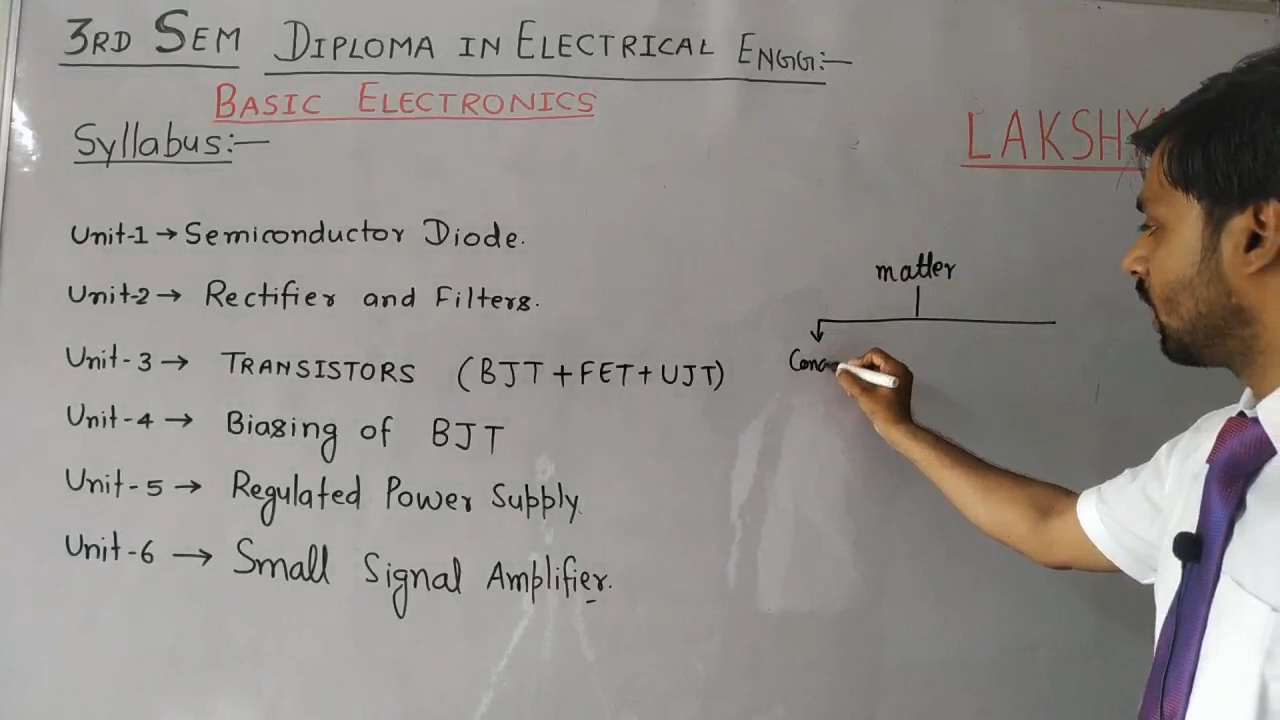 3RD SEM DIPLOMA IN ELECTRICAL ENGG:-
BASIC ELECTRONICS
Syllabus:-
LAKSHY
Unit-1 → Semiconductor Diode.
Unit-2 → Rectifier and Filters.
Unit-3 → TRANSISTORS (BJT + FET + UJT)
Unit-4 → Biasing of BJT
Unit-5 → Regulated Power Supply.
Unit-6 → Small Signal Amplifier.
matter
Con